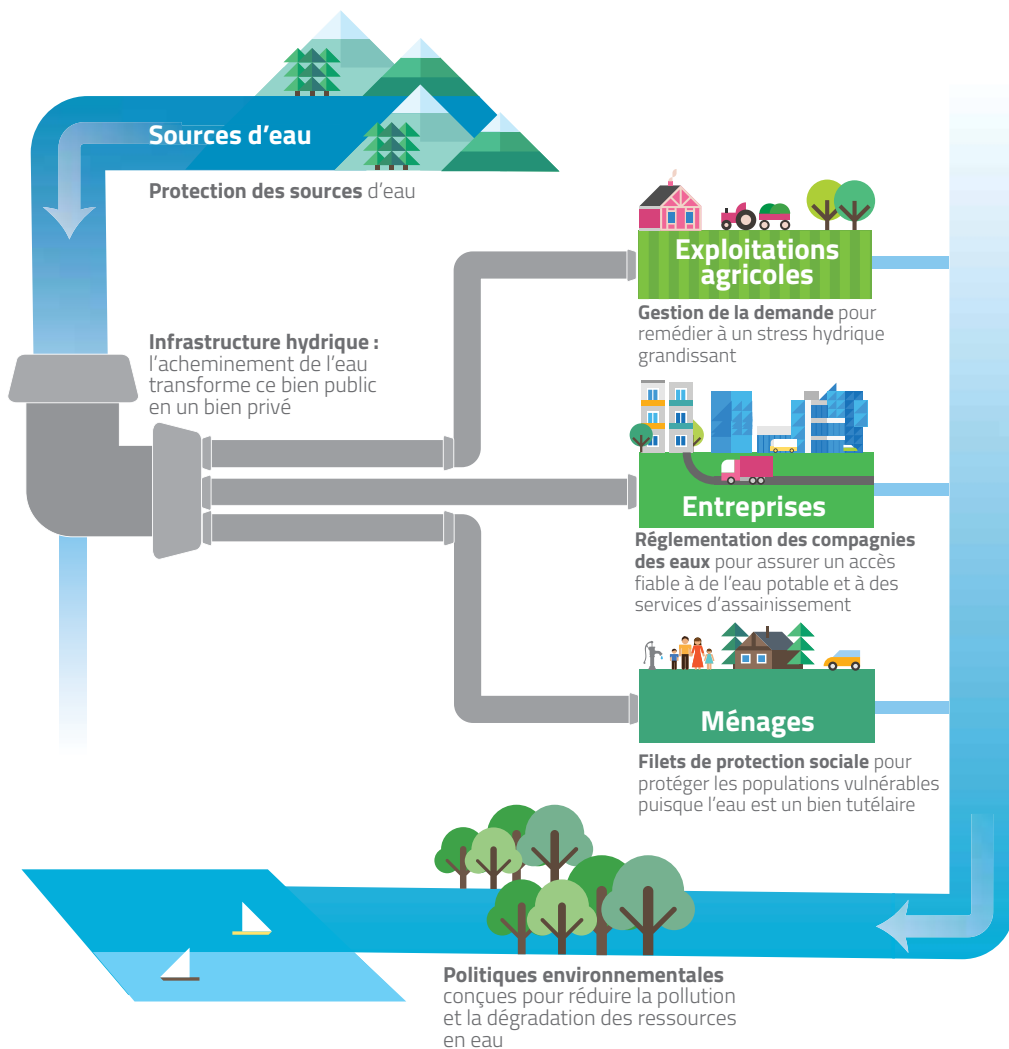 Sources d'eau
Protection des sources d'eau
Infrastructure hydrique :
l'acheminement de l'eau
transforme ce bien public
en un bien privé
Exploitations
agricoles
Gestion de la demande pour
remédier à un stress hydrique
grandissant
Entreprises
Réglementation des compagnies
des eaux pour assurer un accès
fiable à de l'eau potable et à des
services d'assainissement
Ménages
Filets de protection sociale pour
protéger les populations vulnérables
puisque l'eau est un bien tutélaire
Politiques environnementales
conçues pour réduire la pollution
et la dégradation des ressources
en eau